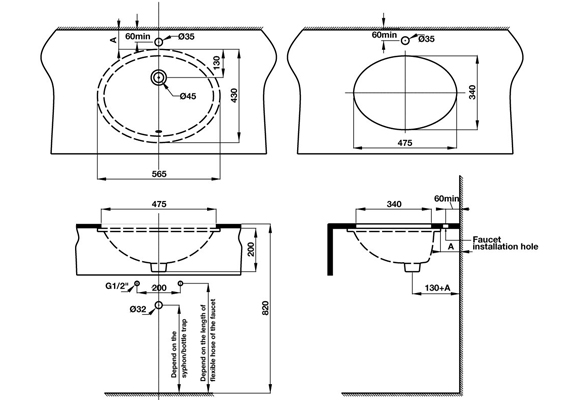 60min
A
Ø35
130
430
Ø45
565
60min
Ø35
340
475
475
200
G1/2"
200
Ø32
Depend on the
syphon/bottle trap
Depend on the length of
flexible hose of the faucet
820
340
60min
Faucet
installation hole
A
130+A